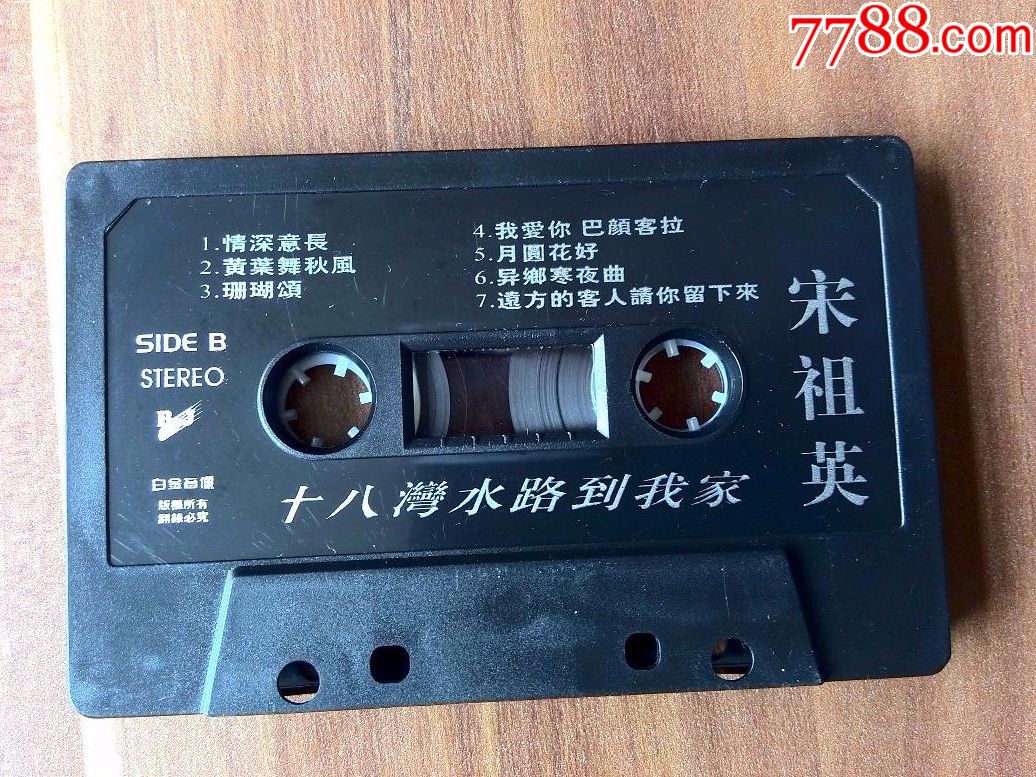 7788.com
1.情深意長
2.黃葉舞秋風
3.珊瑚頌
4.我愛你 巴顔客拉
5.月圓花好
6.异鄉寒夜曲
7.遠方的客人請你留下來
SIDE B
STEREO
白金音像
版權所有
翻錄必究
十八灣水路到我家
宋祖英